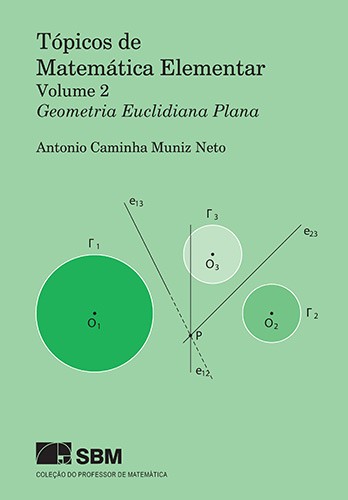 Tópicos de
Matemática Elementar
Volume 2
Geometria Euclidiana Plana
Antonio Caminha Muniz Neto
e13
Γ3
e23
Γ1
O3
O1
O2
Γ2
P
e12
SBM
COLEÇÃO DO PROFESSOR DE MATEMÁTICA